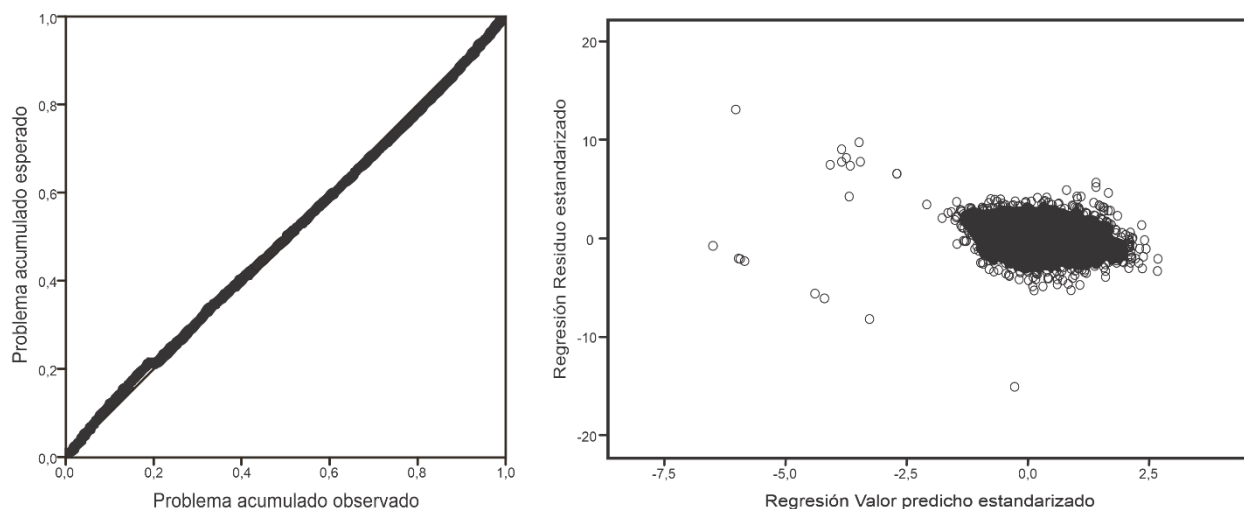 Problema acumulado esperado
1,0
0,8
0,6
0,4
0,2
0,0
0,0 0,2 0,4 0,6 0,8 1,0
Problema acumulado observado
Regresión Residuo estandarizado
20
10
0
-10
-20
-7,5 -5,0 -2,5 0,0 2,5
Regresión Valor predicho estandarizado